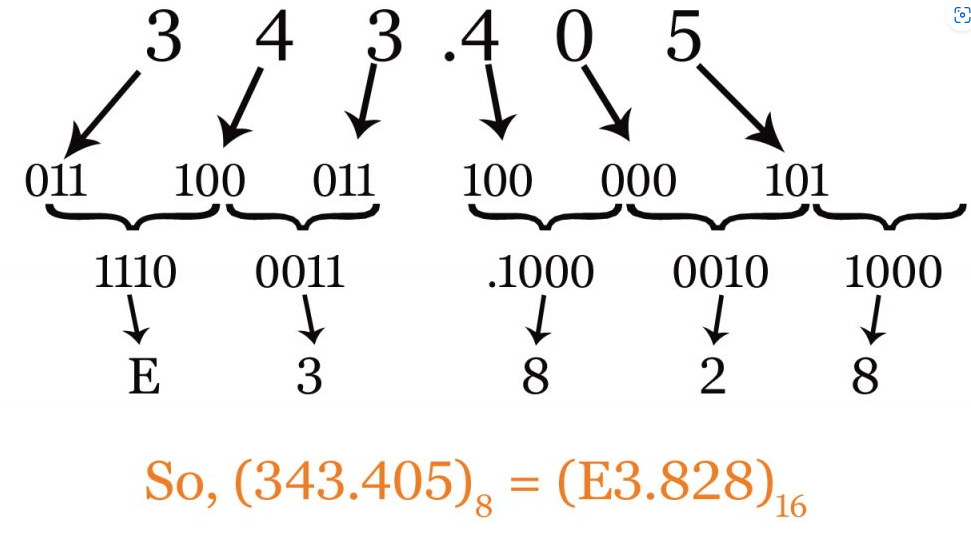 3 4 3 .4 0 5
011 100 011 100 000 101
1110 0011 .1000 0010 1000
E 3 8 2 8
So, (343.405)₈ = (E3.828)₁₆